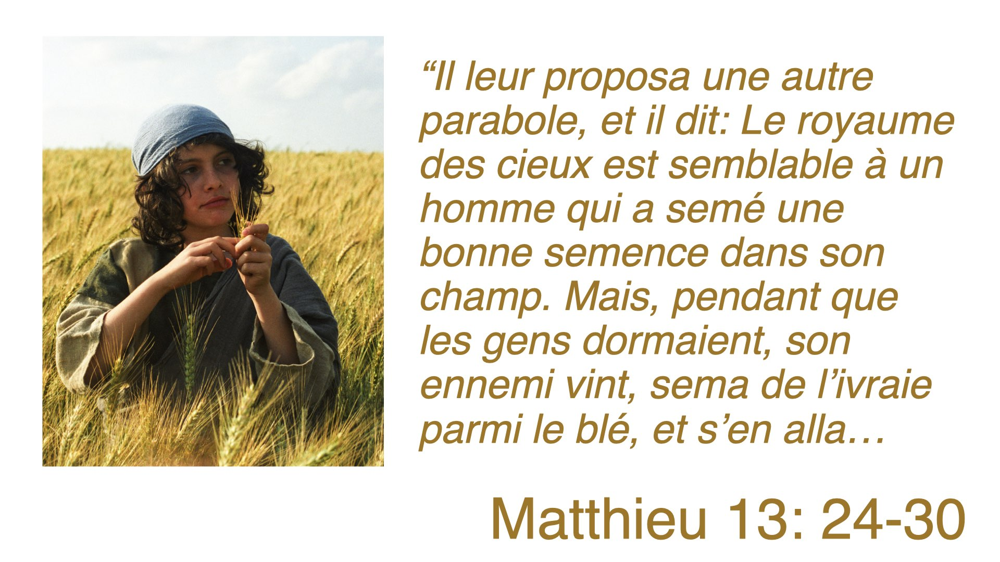 “Il leur proposa une autre
parabole, et il dit: Le royaume
des cieux est semblable à un
homme qui a semé une
bonne semence dans son
champ. Mais, pendant que
les gens dormaient, son
ennemi vint, sema de l’ivraie
parmi le blé, et s’en alla…
Matthieu 13: 24-30